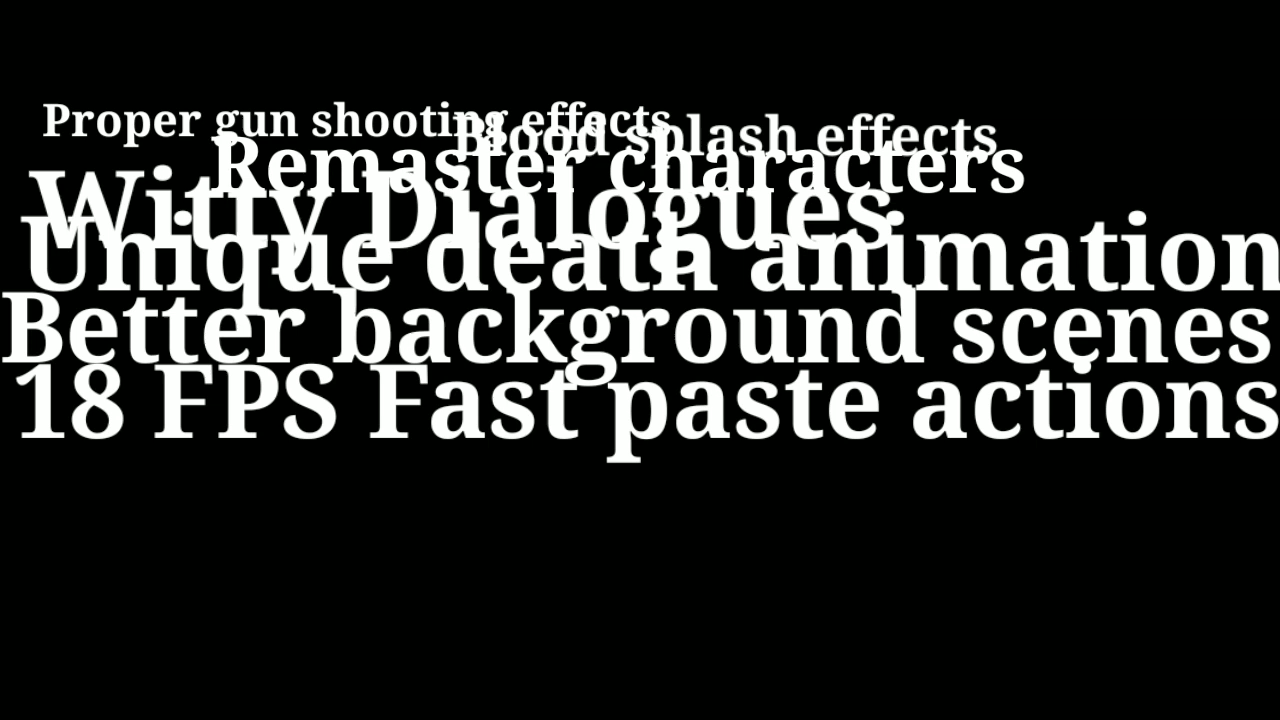 Proper gun shooting effects
Blood splash effects
Remaster characters
Witty Dialogues
Unique death animation
Better background scenes
18 FPS Fast paste actions